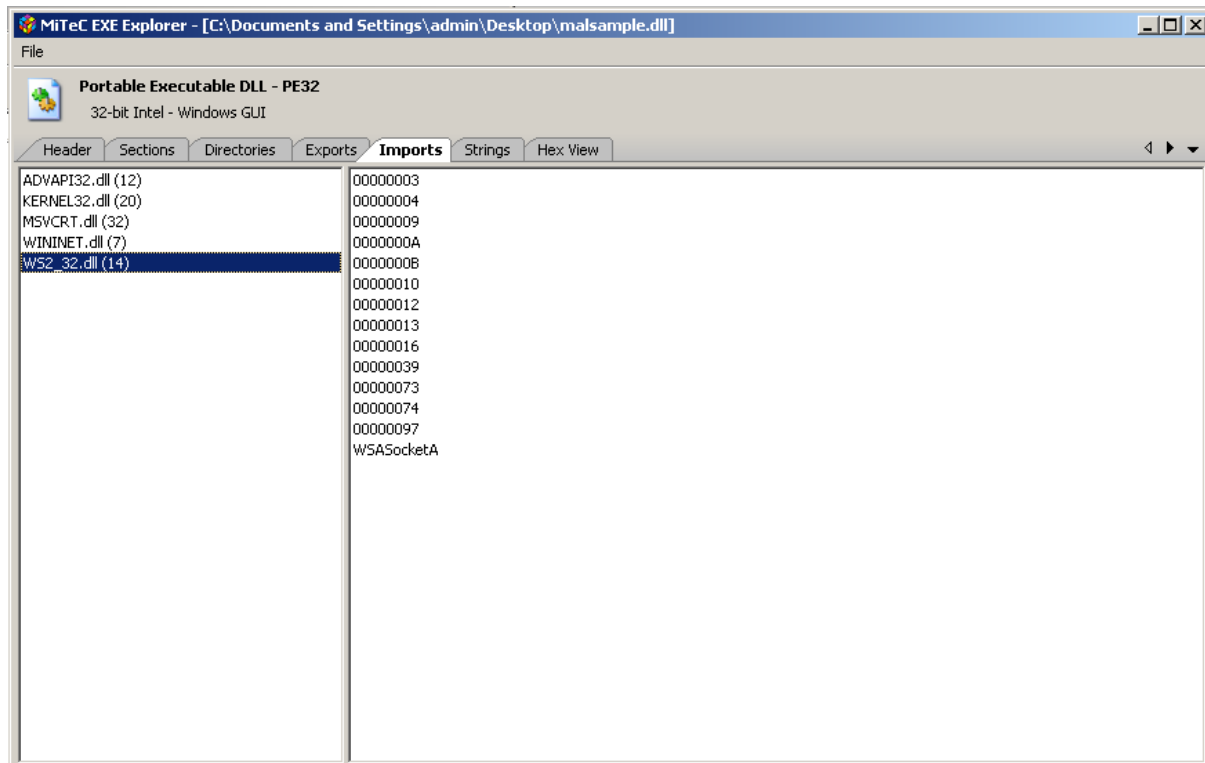 MiTeC EXE Explorer - [C:\Documents and Settings\admin\Desktop\malsample.dll]
File
Portable Executable DLL - PE32
32-bit Intel - Windows GUI
Header Sections Directories Exports Imports Strings Hex View
ADVAPI32.dll (12)
KERNEL32.dll (20)
MSVCRT.dll (32)
WININET.dll (7)
WS2_32.dll (14)
00000003
00000004
00000009
0000000A
0000000B
00000010
00000012
00000013
00000016
00000039
00000073
00000074
00000097
WSASocketA